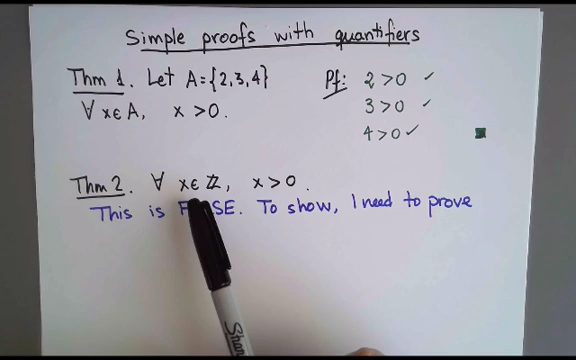 Simple proofs with quantifiers
Thm 1. Let A={2,3,4}
∀ x∈A, x >0.
Pf: 2 >0 ✓
3 >0 ✓
4 >0 ✓ ■
Thm 2. ∀ x∈ℤ, x >0.
This is To show, I need to prove
Shar